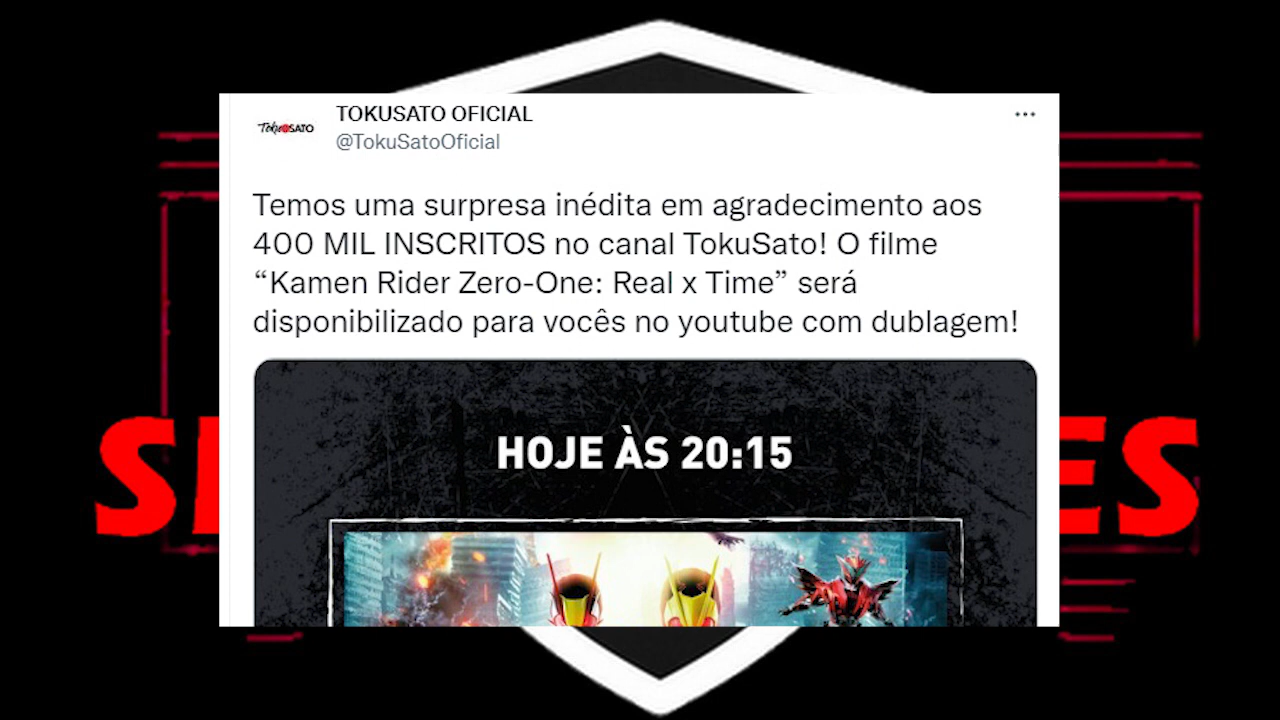 TokuSATO
TOKUSATO OFICIAL
@TokuSatoOficial
Temos uma surpresa inédita em agradecimento aos
400 MIL INSCRITOS no canal TokuSato! O filme
“Kamen Rider Zero-One: Real x Time” será
disponibilizado para vocês no youtube com dublagem!
HOJE ÀS 20:15